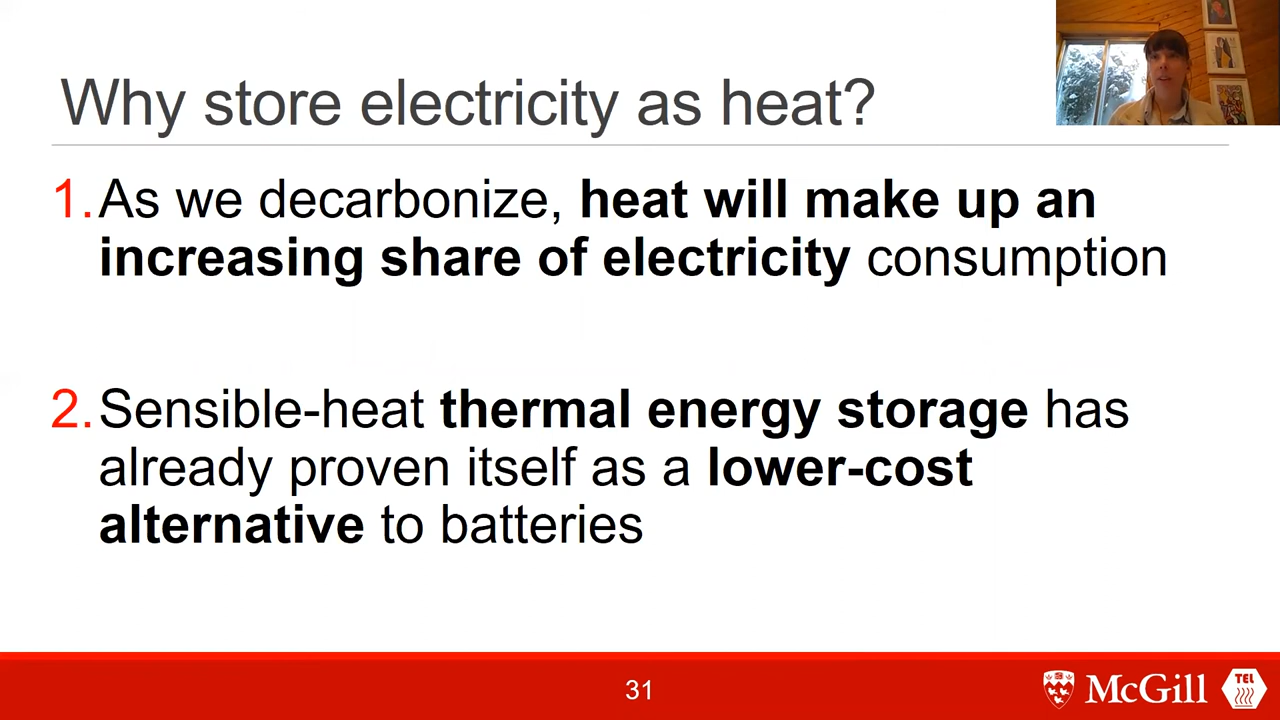 Why store electricity as heat?
1. As we decarbonize, heat will make up an
increasing share of electricity consumption
2. Sensible-heat thermal energy storage has
already proven itself as a lower-cost
alternative to batteries
31
McGill
TEL